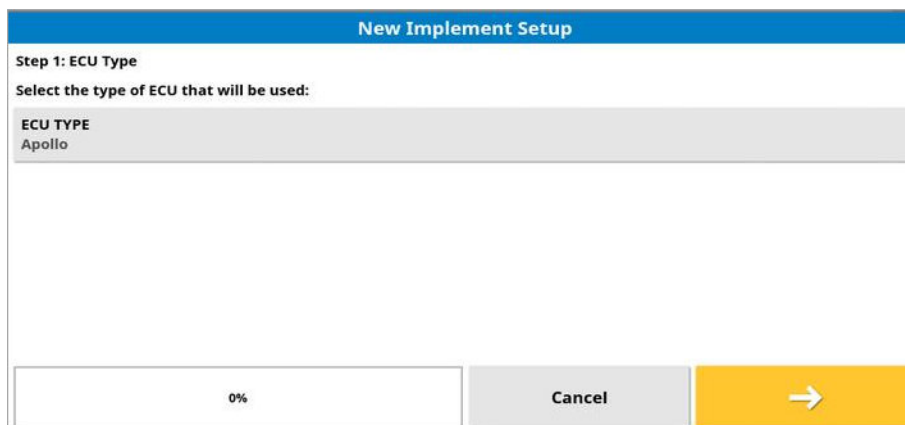 New Implement Setup
Step 1: ECU Type
Select the type of ECU that will be used:
ECU TYPE
Apollo
0%
Cancel